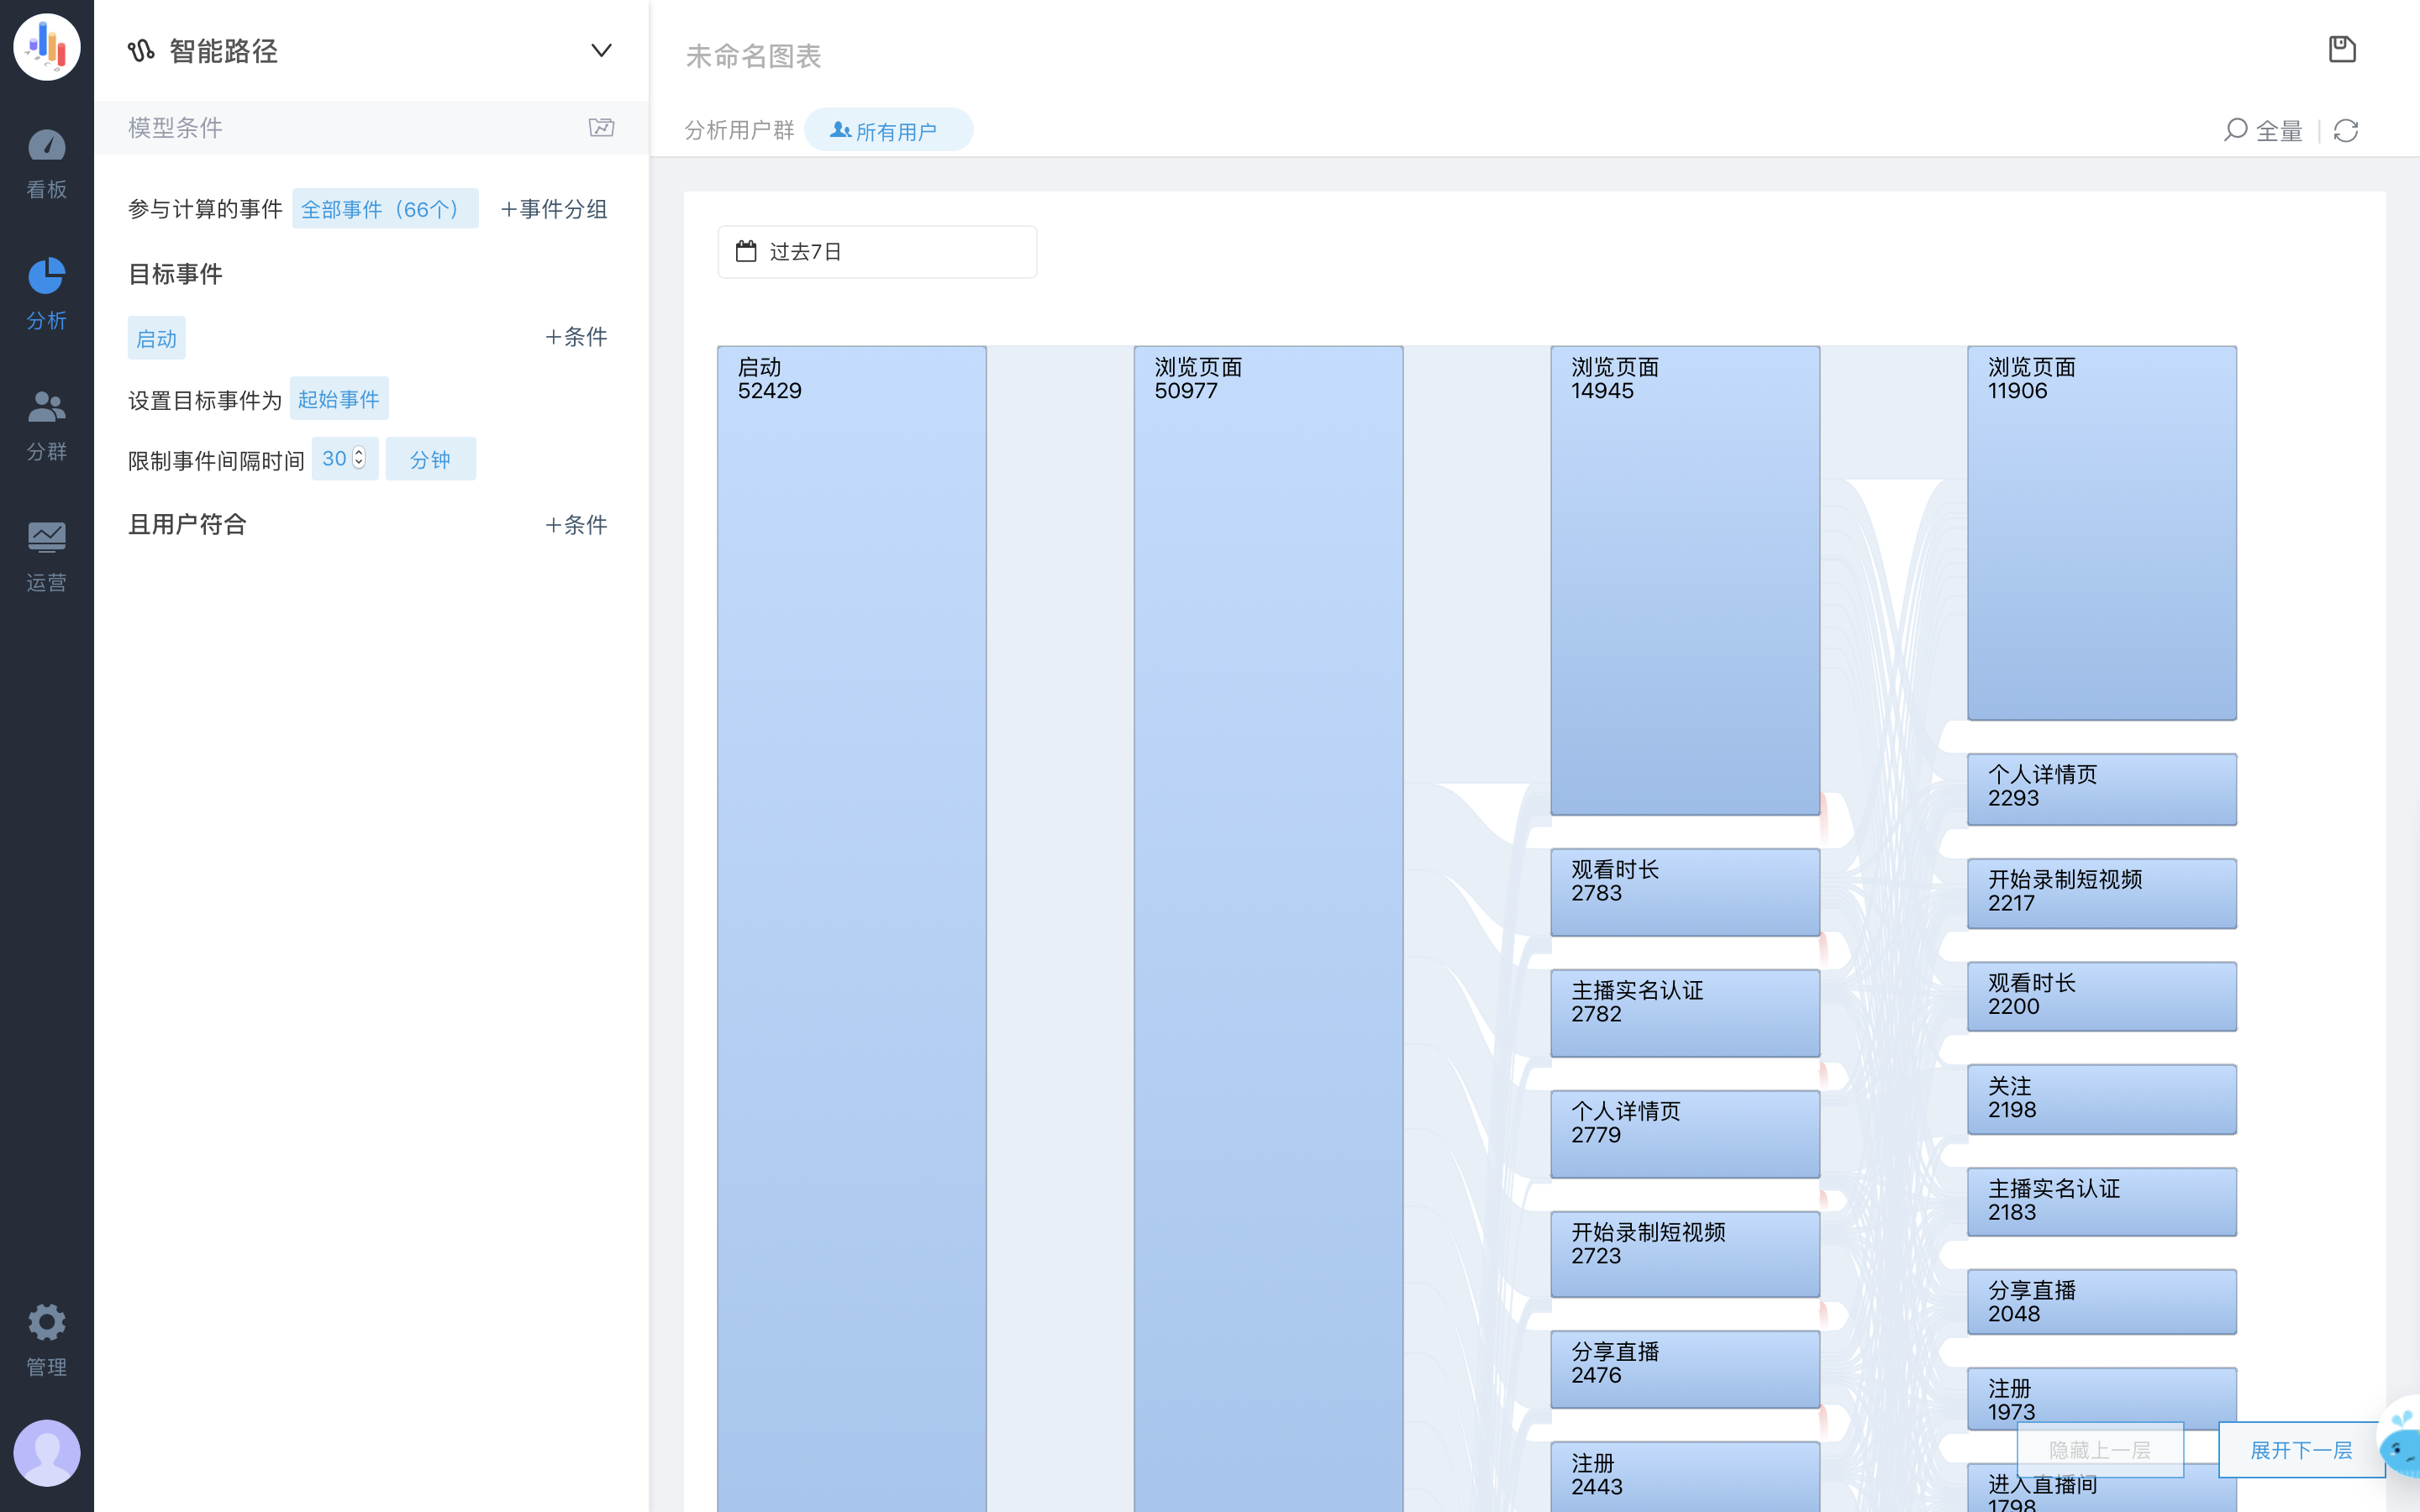 看板
分析
分群
运营
管理
智能路径
模型条件
参与计算的事件 全部事件（66个） +事件分组
目标事件
启动 +条件
设置目标事件为 起始事件
限制事件间隔时间 30 分钟
且用户符合 +条件
未命名图表
分析用户群 所有用户
全量
过去7日
启动
52429
浏览页面
50977
浏览页面
14945
观看时长
2783
主播实名认证
2782
个人详情页
2779
开始录制短视频
2723
分享直播
2476
注册
2443
浏览页面
11906
个人详情页
2293
开始录制短视频
2217
观看时长
2200
关注
2198
主播实名认证
2183
分享直播
2048
注册
1973
进入直播间
1798
隐藏上一层
展开下一层